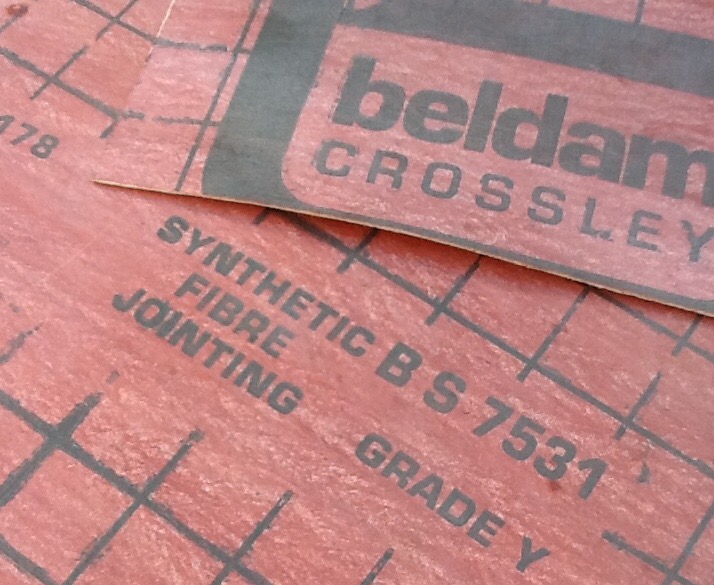 beldam
CROSSLEY
478
SYNTHETIC
FIBRE
JOINTING
B S 7531
GRADE Y